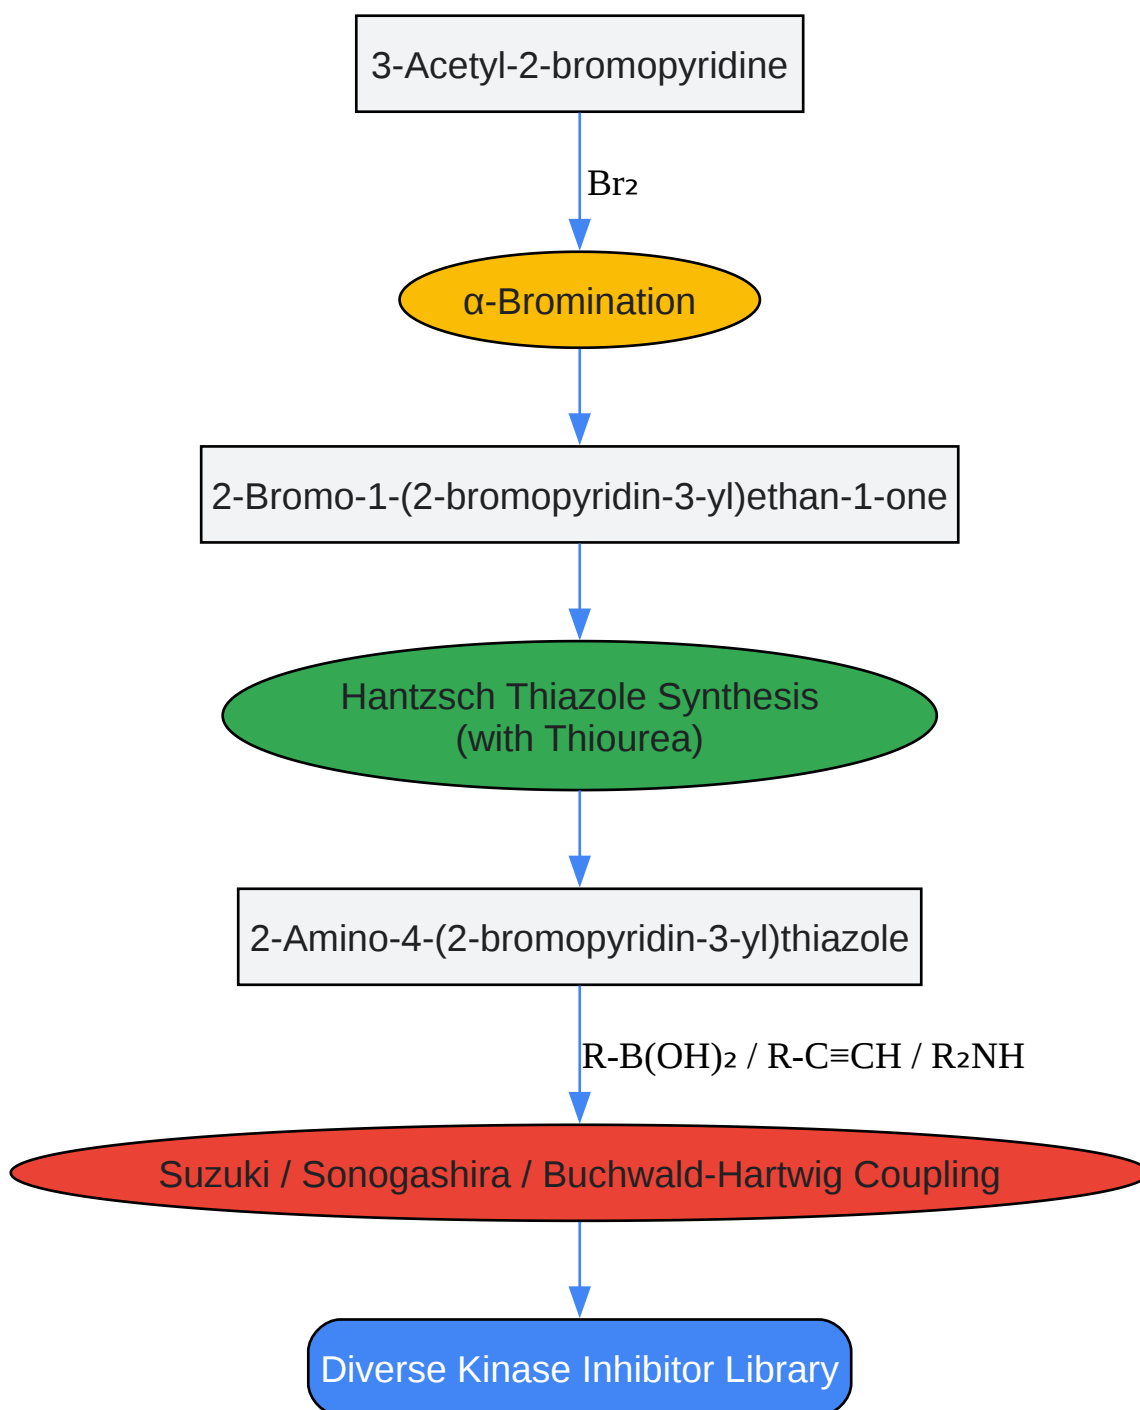 3-Acetyl-2-bromopyridine
Br₂
α-Bromination
2-Bromo-1-(2-bromopyridin-3-yl)ethan-1-one
Hantzsch Thiazole Synthesis
(with Thiourea)
2-Amino-4-(2-bromopyridin-3-yl)thiazole
R-B(OH)₂ / R-C≡CH / R₂NH
Suzuki / Sonogashira / Buchwald-Hartwig Coupling
Diverse Kinase Inhibitor Library